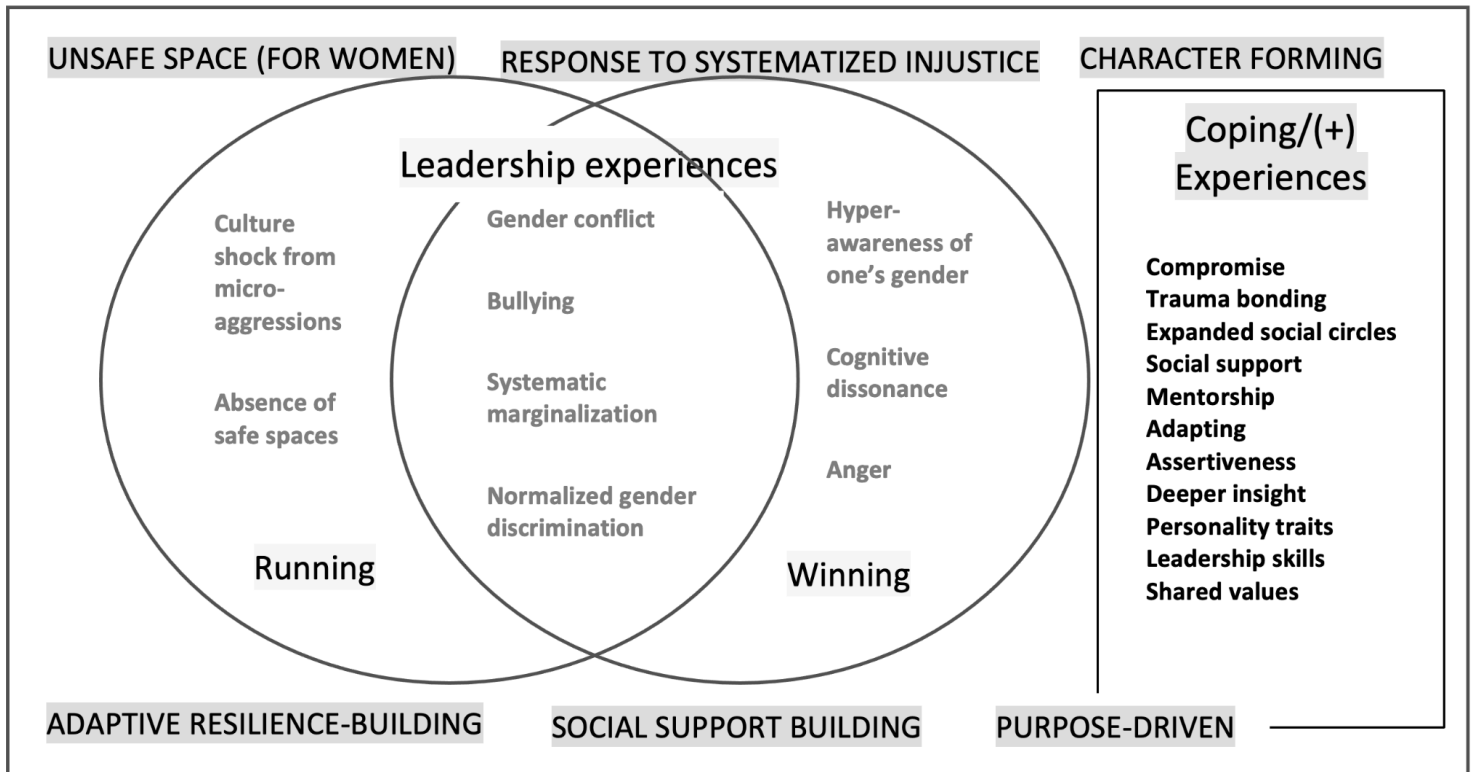 UNSAFE SPACE (FOR WOMEN)
RESPONSE TO SYSTEMATIZED INJUSTICE
CHARACTER FORMING
Leadership experiences
Culture
shock from
micro-
aggressions
Absence of
safe spaces
Running
Gender conflict
Bullying
Systematic
marginalization
Normalized gender
discrimination
Hyper-
awareness of
one’s gender
Cognitive
dissonance
Anger
Winning
Coping/(+)
Experiences
Compromise
Trauma bonding
Expanded social circles
Social support
Mentorship
Adapting
Assertiveness
Deeper insight
Personality traits
Leadership skills
Shared values
ADAPTIVE RESILIENCE-BUILDING
SOCIAL SUPPORT BUILDING
PURPOSE-DRIVEN